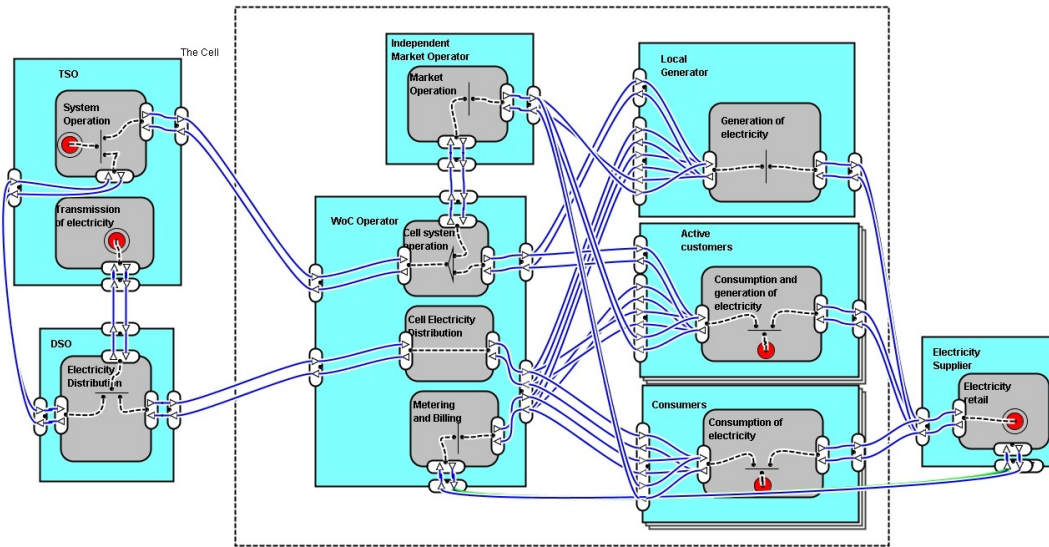 The Cell
TSO
System
Operation
Transmission
of electricity
DSO
Electricity
Distribution
Independent
Market Operator
Market
Operation
WoC Operator
Cell system
operation
Cell Electricity
Distribution
Metering
and Billing
Local
Generator
Generation of
electricity
Active
customers
Consumption and
generation of
electricity
Consumers
Consumption of
electricity
Electricity
Supplier
Electricity
retail